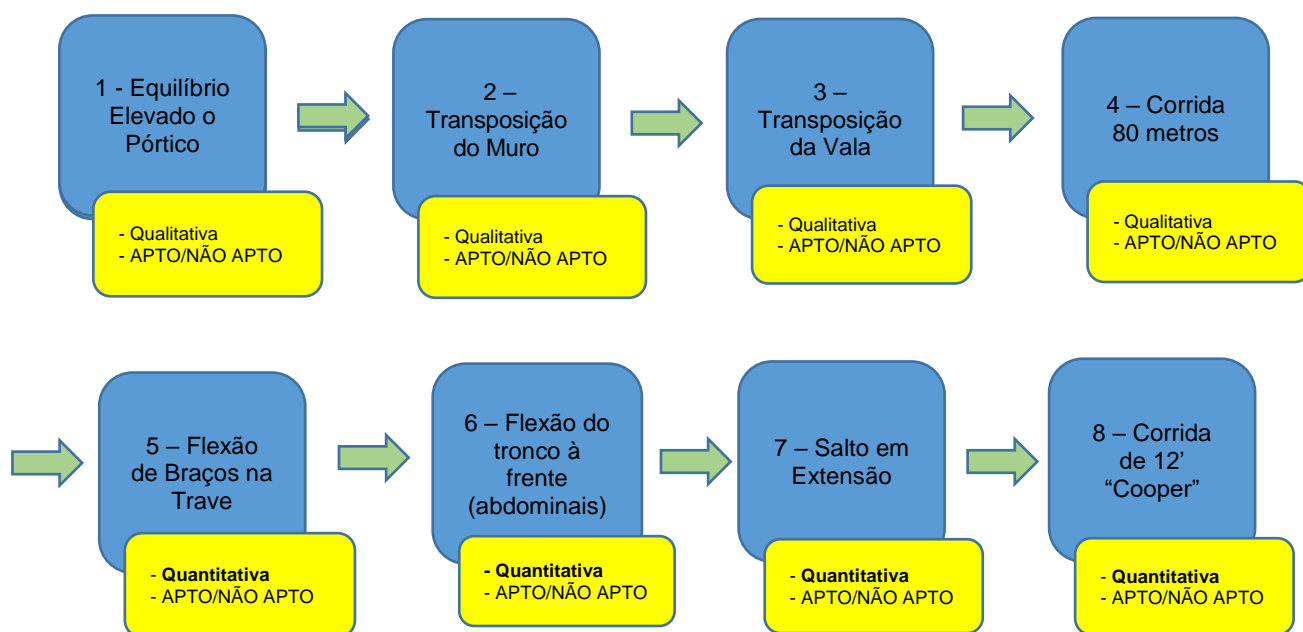 1 - Equilíbrio
Elevado o
Pórtico
- Qualitativa
- APTO/NÃO APTO
2 –
Transposição
do Muro
- Qualitativa
- APTO/NÃO APTO
3 –
Transposição
da Vala
- Qualitativa
- APTO/NÃO APTO
4 – Corrida
80 metros
- Qualitativa
- APTO/NÃO APTO
5 – Flexão
de Braços na
Trave
- Quantitativa
- APTO/NÃO APTO
6 – Flexão do
tronco à
frente
(abdominais)
- Quantitativa
- APTO/NÃO APTO
7 – Salto em
Extensão
- Quantitativa
- APTO/NÃO APTO
8 – Corrida
de 12’
“Cooper”
- Quantitativa
- APTO/NÃO APTO